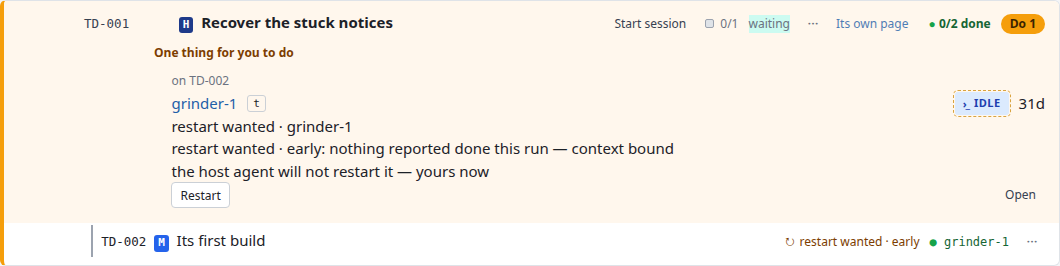 TD-001 H Recover the stuck notices Start session 0/1 waiting ... Its own page 0/2 done Do 1
One thing for you to do
on TD-002
grinder-1 t ›_ IDLE 31d
restart wanted · grinder-1
restart wanted · early: nothing reported done this run — context bound
the host agent will not restart it — yours now
Restart Open
TD-002 M Its first build ↻ restart wanted · early grinder-1 ...